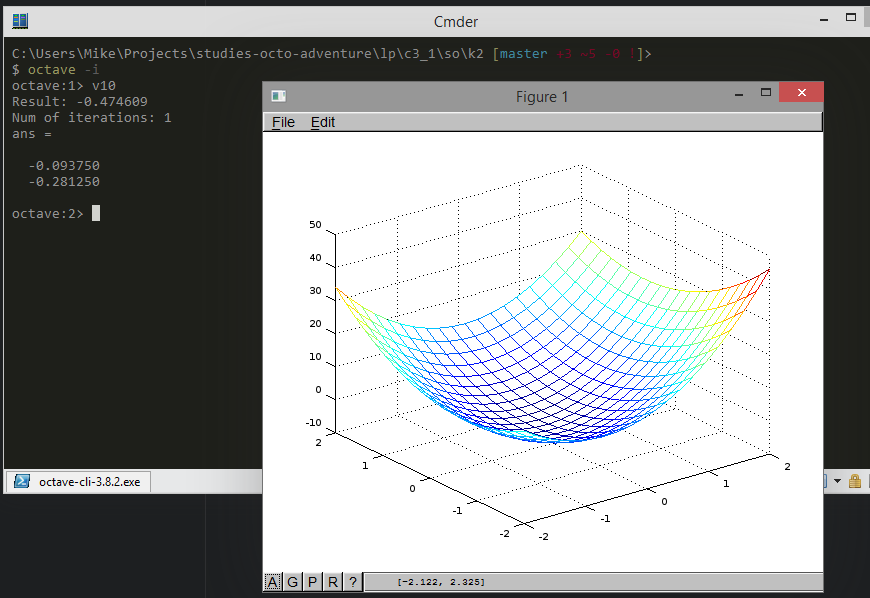 Cmder
C:\Users\Mike\Projects\studies-octo-adventure\lp\c3_1\so\k2 [master +3 ~5 -0 !]>
$ octave -i
octave:1> v10
Result: -0.474609
Num of iterations: 1
ans =
-0.093750
-0.281250
octave:2>
Figure 1
File Edit
50
40
30
20
10
0
-10
2
1
0
-1
-2
-2
-1
0
1
2
A G P R ? [-2.122, 2.325]
octave-cli-3.8.2.exe